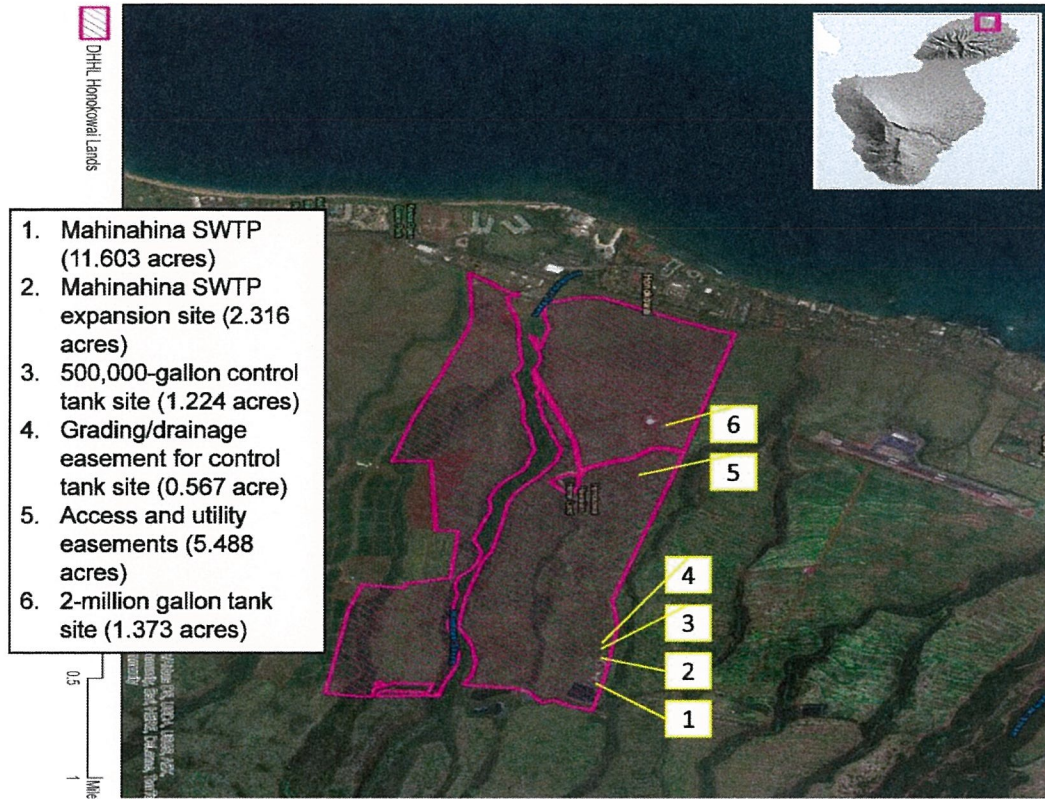 DHHL Honokowai Lands
1. Mahinahina SWTP
(11.603 acres)
2. Mahinahina SWTP
expansion site (2.316
acres)
3. 500,000-gallon control
tank site (1.224 acres)
4. Grading/drainage
easement for control
tank site (0.567 acre)
5. Access and utility
easements (5.488
acres)
6. 2-million gallon tank
site (1.373 acres)
6
5
4
3
2
1
0.5
1